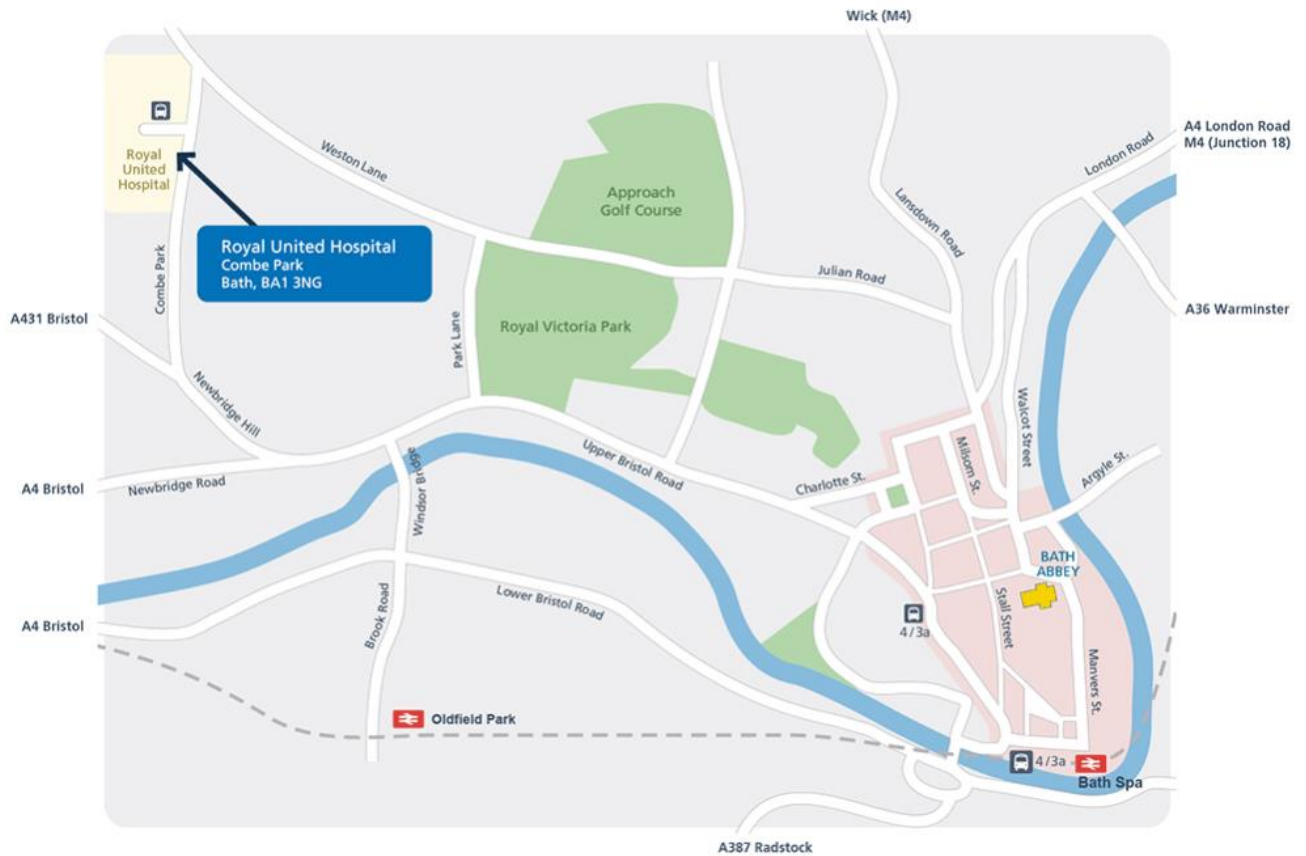 Wick (M4)
A4 London Road
M4 (Junction 18)
London Road
Royal
United
Hospital
Weston Lane
Approach
Golf Course
Lansdown Road
Royal United Hospital
Combe Park
Bath, BA1 3NG
Combe Park
Julian Road
A431 Bristol
A36 Warminster
Royal Victoria Park
Park Lane
Newbridge Hill
Walcot Street
Milsom St.
Upper Bristol Road
Argyle St.
Charlotte St.
A4 Bristol
Newbridge Road
Windsor Bridge
BATH
ABBEY
Lower Bristol Road
Brook Road
Stall Street
4/3a
A4 Bristol
Manvers St.
Oldfield Park
4/3a
Bath Spa
A387 Radstock